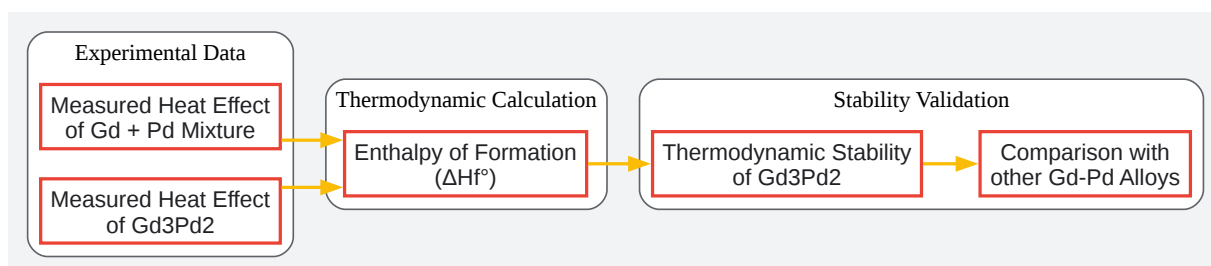 Experimental Data
Measured Heat Effect
of Gd + Pd Mixture
Measured Heat Effect
of Gd3Pd2
Thermodynamic Calculation
Enthalpy of Formation
(ΔHf°)
Stability Validation
Thermodynamic Stability
of Gd3Pd2
Comparison with
other Gd-Pd Alloys